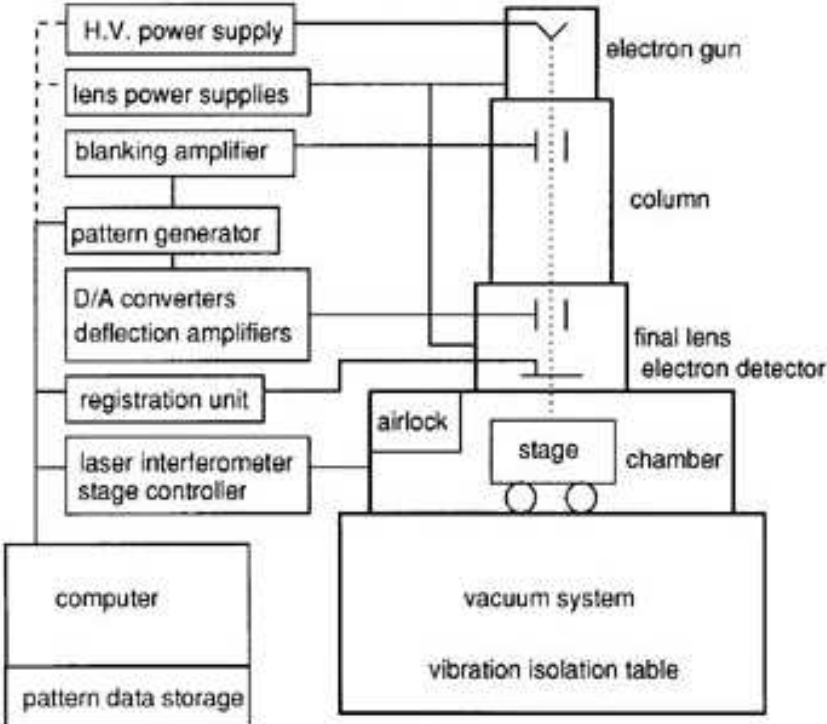 H.V. power supply
electron gun
lens power supplies
blanking amplifier
column
pattern generator
D/A converters
deflection amplifiers
final lens
electron detector
registration unit
airlock
laser interferometer
stage controller
stage
chamber
computer
vacuum system
vibration isolation table
pattern data storage